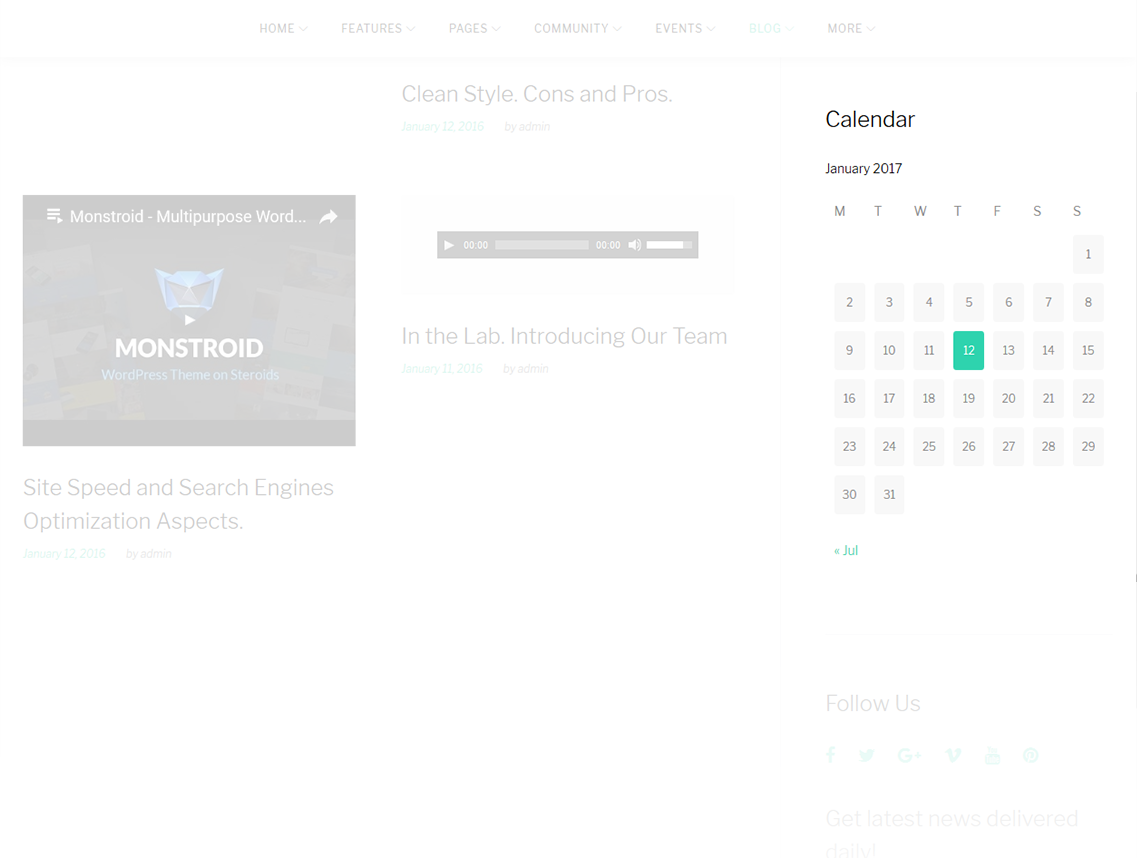 HOME FEATURES PAGES COMMUNITY EVENTS BLOG MORE
Clean Style. Cons and Pros.
January 12, 2016 by admin
Monstroid - Multipurpose Word...
MONSTROID
WordPress Theme on Steroids
Site Speed and Search Engines
Optimization Aspects.
January 12, 2016 by admin
00:00 00:00
In the Lab. Introducing Our Team
January 11, 2016 by admin
Calendar
January 2017
M T W T F S S
1
2 3 4 5 6 7 8
9 10 11 12 13 14 15
16 17 18 19 20 21 22
23 24 25 26 27 28 29
30 31
« Jul
Follow Us
Get latest news delivered
daily!